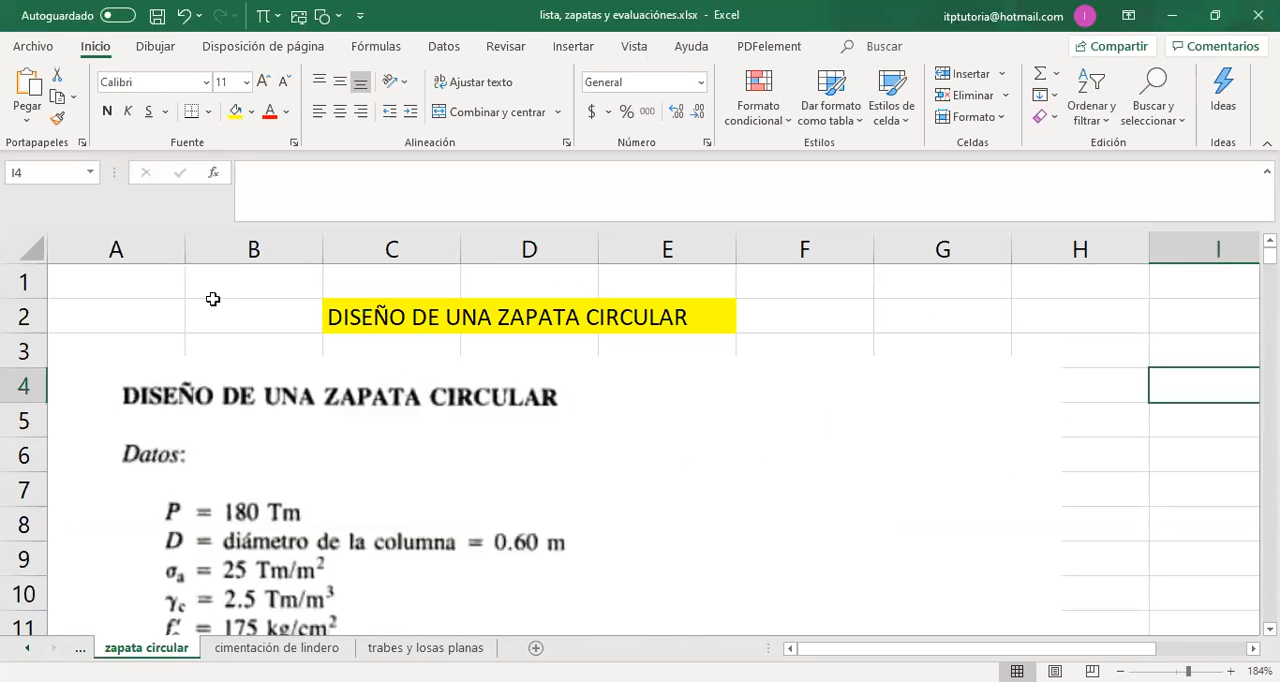 Autoguardado
lista, zapatas y evaluaciónes.xlsx - Excel
itptutoria@hotmail.com I
Archivo Inicio Dibujar Disposición de página Fórmulas Datos Revisar Insertar Vista Ayuda PDFelement Buscar Compartir Comentarios
Calibri 11 Ajustar texto General Insertar
Pegar N K S Combinar y centrar $ % 000 Formato condicional Dar formato como tabla Estilos de celda Eliminar Formato Ordenar y filtrar Buscar y seleccionar Ideas
Portapapeles Fuente Alineación Número Estilos Celdas Edición Ideas
I4 fx
A B C D E F G H I
1
2 DISEÑO DE UNA ZAPATA CIRCULAR
3
4 DISEÑO DE UNA ZAPATA CIRCULAR
5
6 Datos:
7
8 P = 180 Tm
9 D = diámetro de la columna = 0.60 m
10 σa = 25 Tm/m²
γc = 2.5 Tm/m³
11 f'c = 175 kg/cm²
... zapata circular cimentación de lindero trabes y losas planas
184%